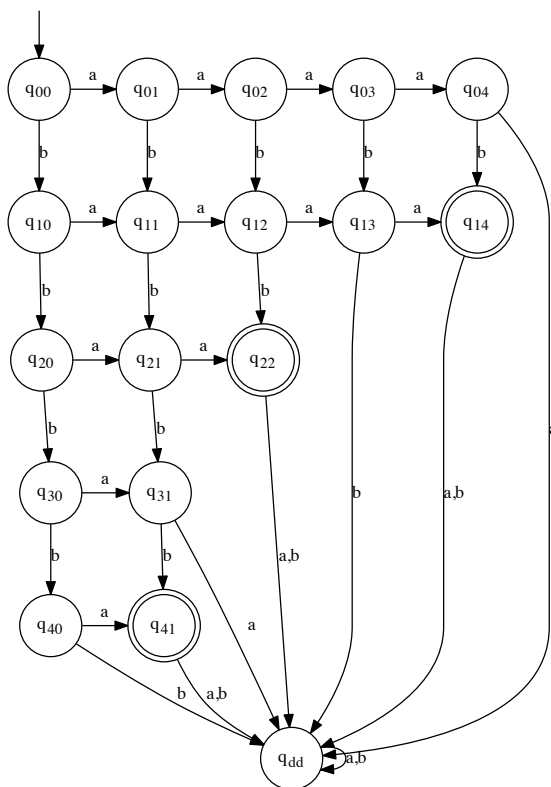 a a a a
q00 q01 q02 q03 q04
b b b b b
a a a a
q10 q11 q12 q13 q14
b b b
a a
q20 q21 q22
b b
a
q30 q31
b b b a,b a,b
a
q40 q41
a
b a,b
qdd a,b